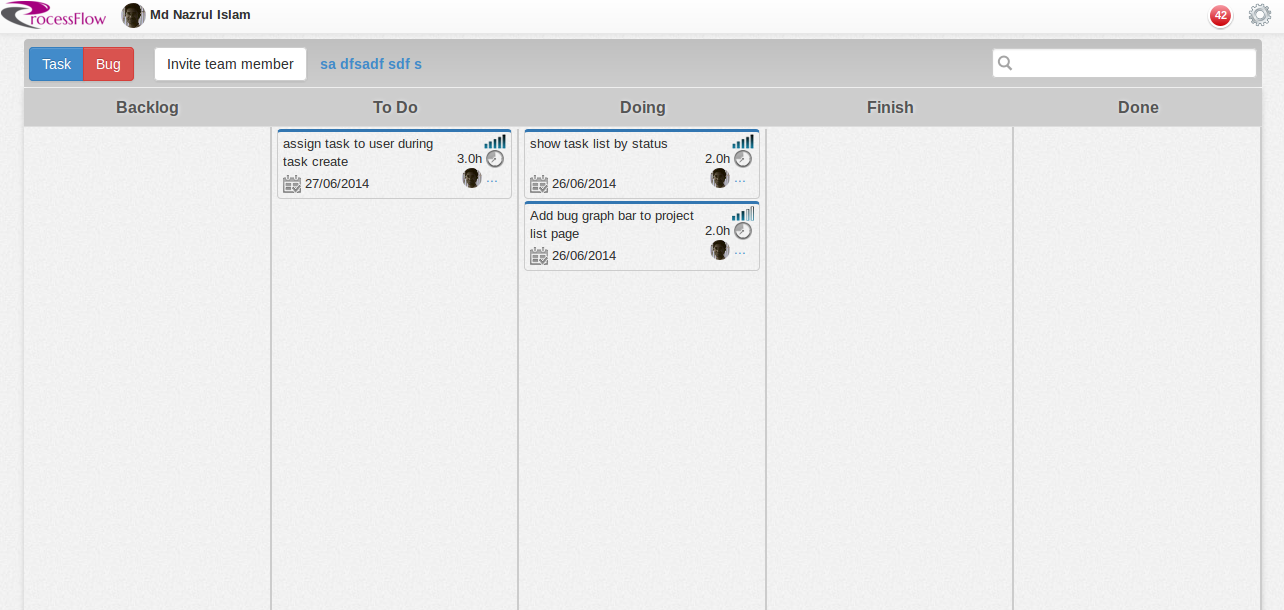 rocessFlow
Md Nazrul Islam
42
Task
Bug
Invite team member
sa dfsadf sdf s
Backlog
To Do
Doing
Finish
Done
assign task to user during
task create
3.0h
27/06/2014
...
show task list by status
2.0h
26/06/2014
...
Add bug graph bar to project
list page
2.0h
26/06/2014
...